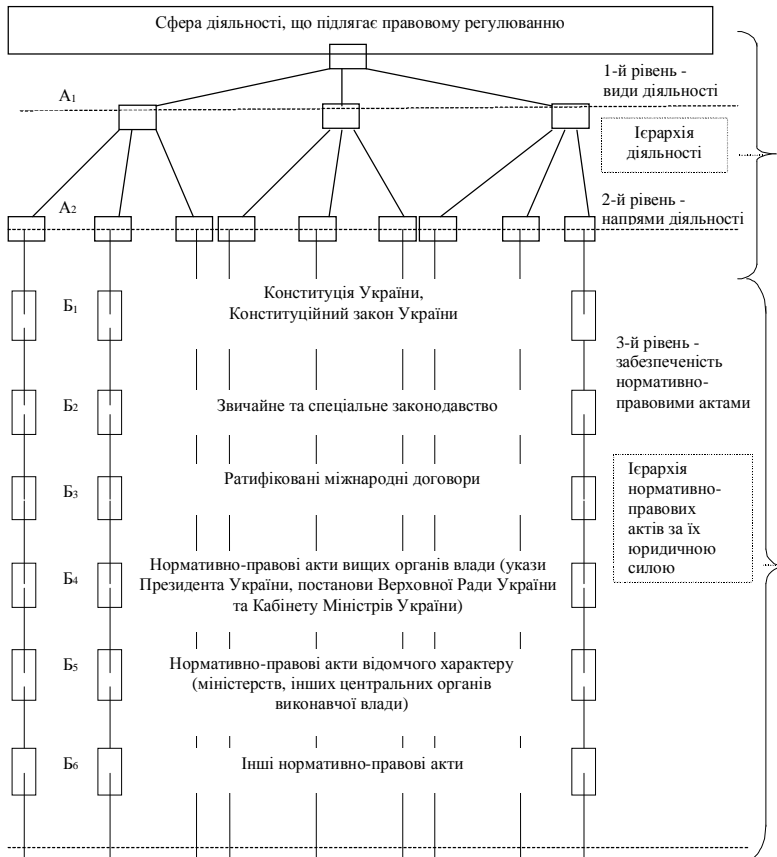 Сфера діяльності, що підлягає правовому регулюванню
1-й рівень -
види діяльності
А1
Ієрархія
діяльності
А2
2-й рівень -
напрями діяльності
Б1
Конституція України,
Конституційний закон України
3-й рівень -
забезпеченість
нормативно-
правовими актами
Б2
Звичайне та спеціальне законодавство
Б3
Ратифіковані міжнародні договори
Ієрархія
нормативно-
правових
актів за їх
юридичною
силою
Б4
Нормативно-правові акти вищих органів влади (укази
Президента України, постанови Верховної Ради України
та Кабінету Міністрів України)
Б5
Нормативно-правові акти відомчого характеру
(міністерств, інших центральних органів
виконавчої влади)
Б6
Інші нормативно-правові акти